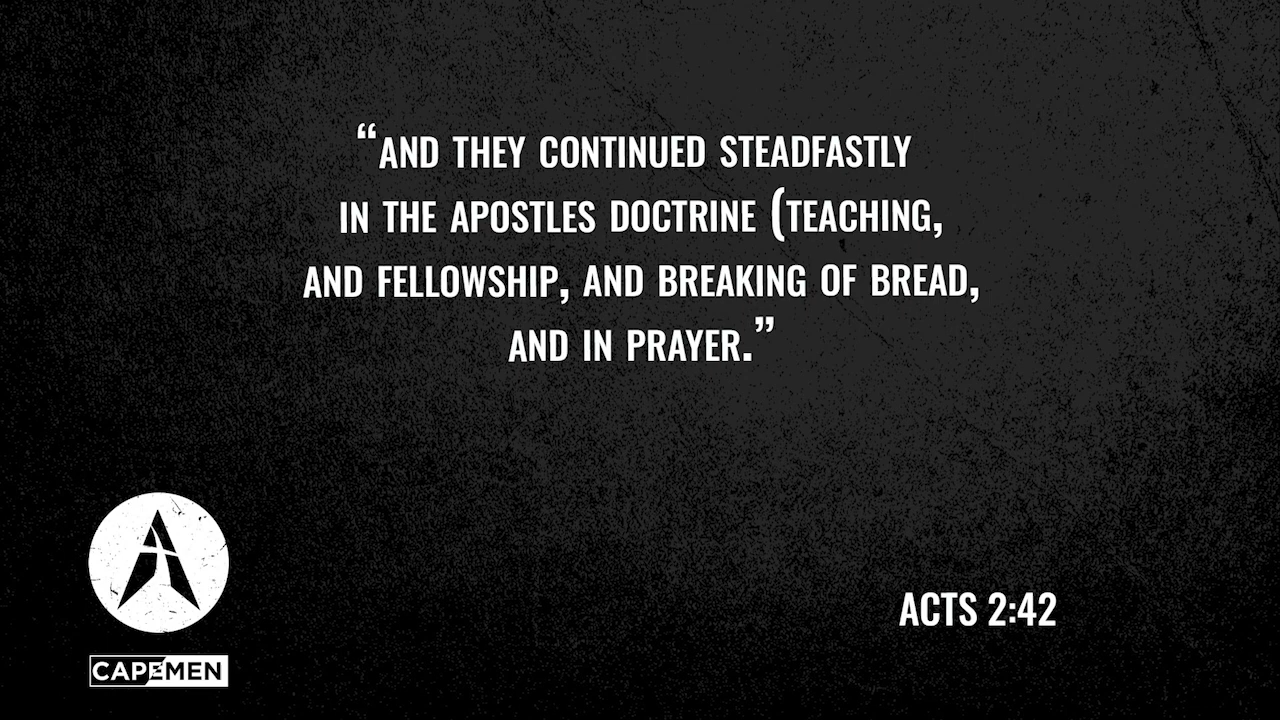 “AND THEY CONTINUED STEADFASTLY
IN THE APOSTLES DOCTRINE (TEACHING,
AND FELLOWSHIP, AND BREAKING OF BREAD,
AND IN PRAYER.”
ACTS 2:42
CAPEMEN